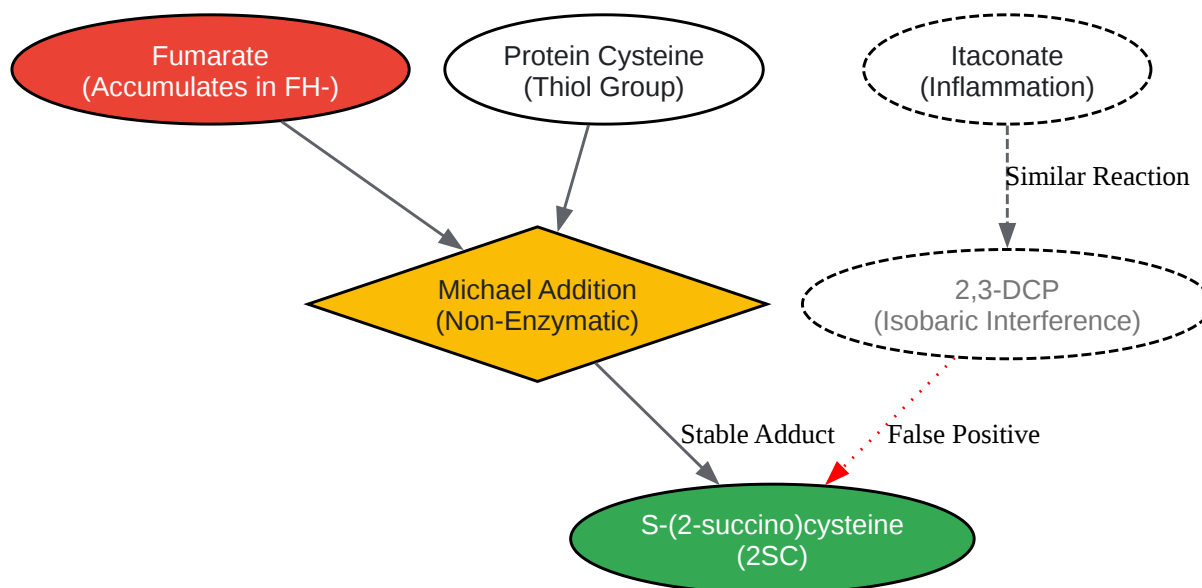 Fumarate
(Accumulates in FH-)
Protein Cysteine
(Thiol Group)
Itaconate
(Inflammation)
Similar Reaction
Michael Addition
(Non-Enzymatic)
2,3-DCP
(Isobaric Interference)
Stable Adduct
False Positive
S-(2-succino)cysteine
(2SC)